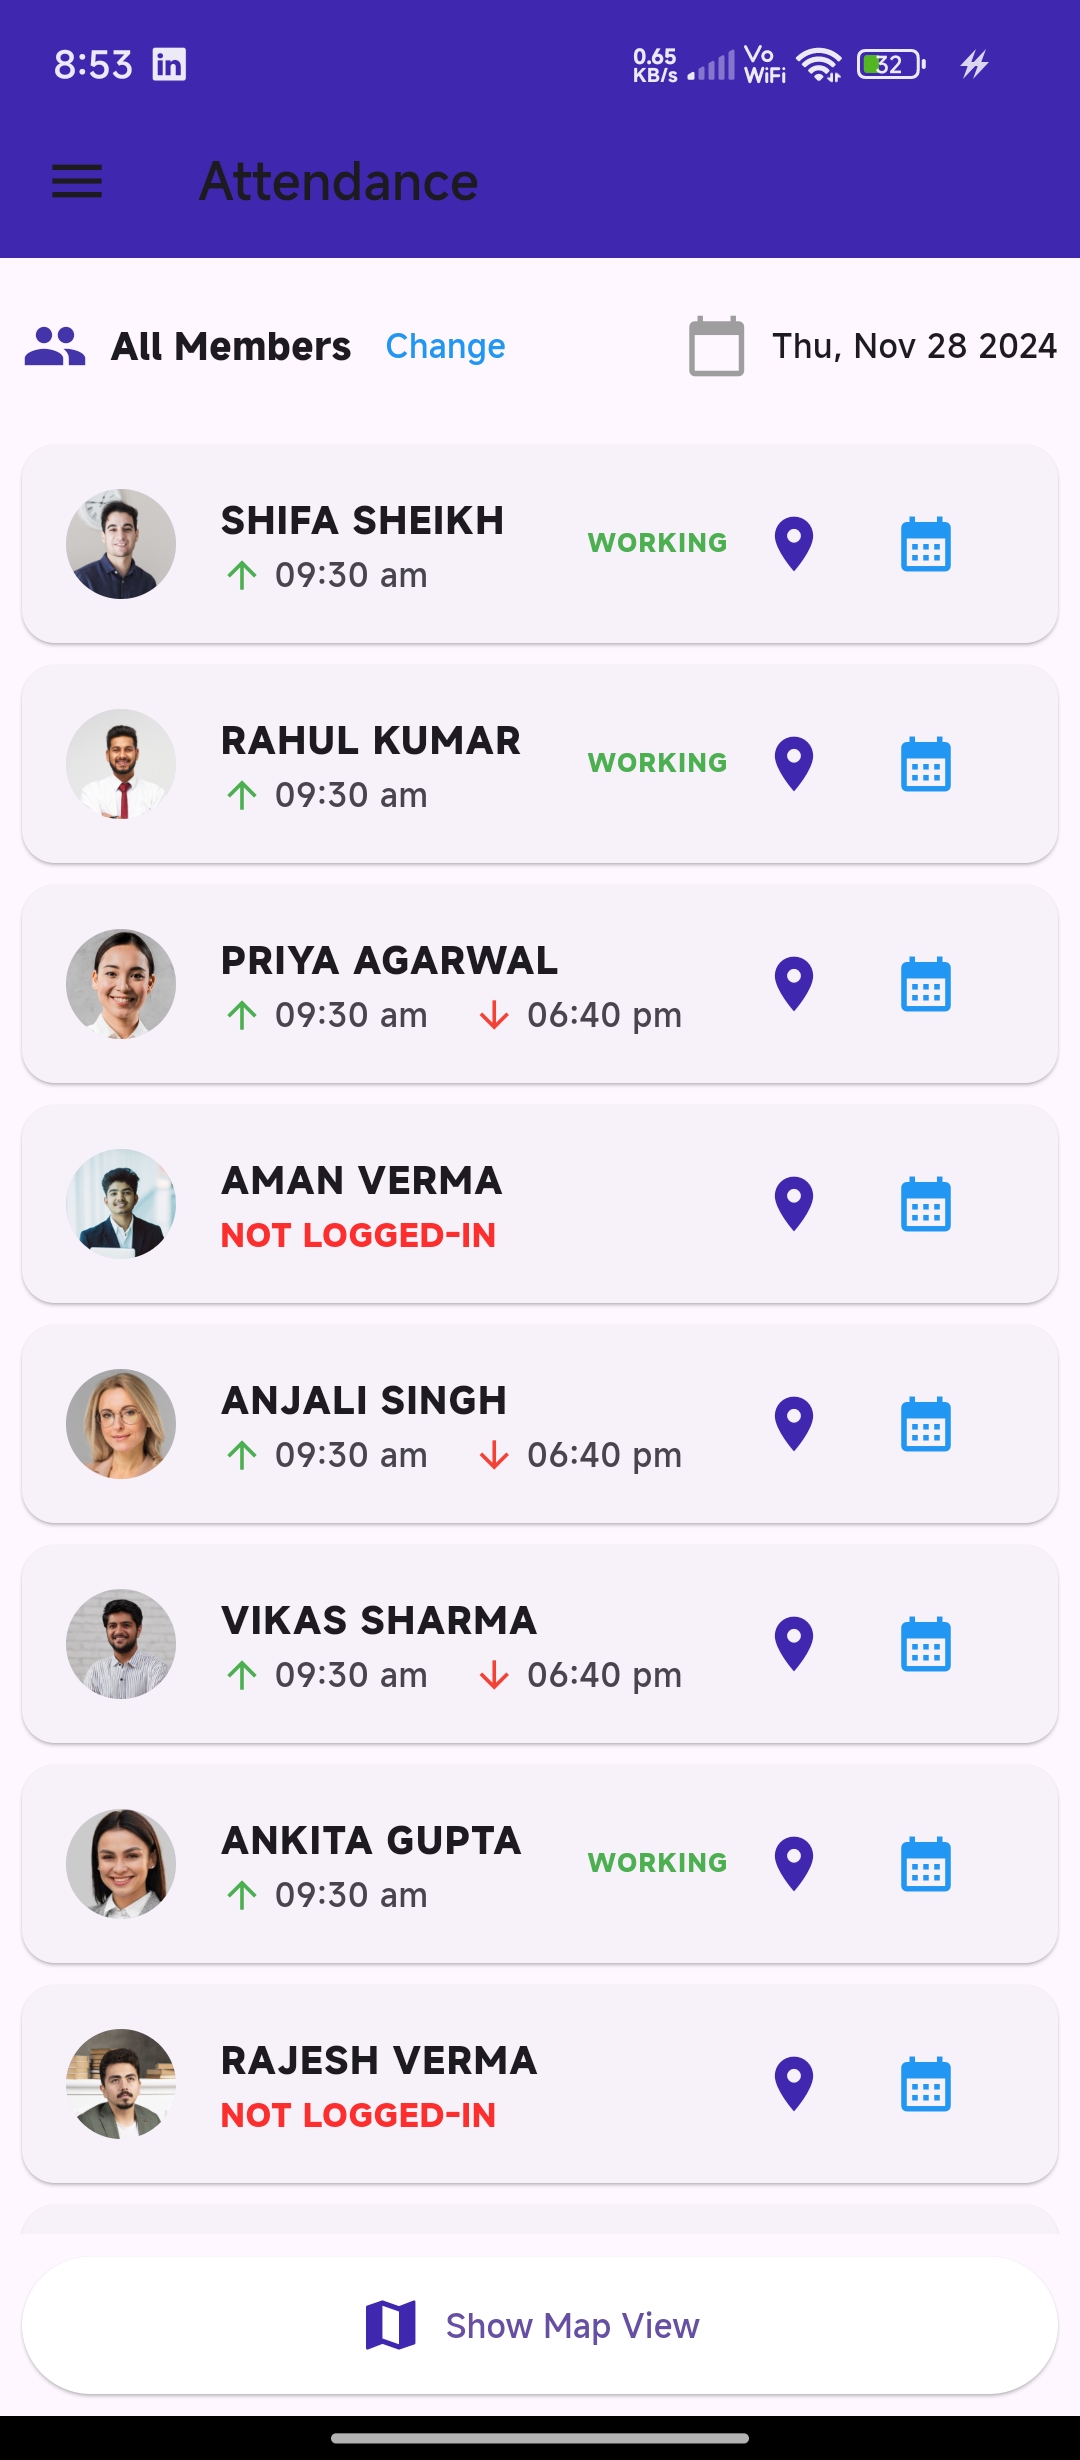 8:53 in 0.65 KB/s Vo WiFi 32
Attendance
All Members Change Thu, Nov 28 2024
SHIFA SHEIKH
WORKING
09:30 am
RAHUL KUMAR
WORKING
09:30 am
PRIYA AGARWAL
09:30 am 06:40 pm
AMAN VERMA
NOT LOGGED-IN
ANJALI SINGH
09:30 am 06:40 pm
VIKAS SHARMA
09:30 am 06:40 pm
ANKITA GUPTA
WORKING
09:30 am
RAJESH VERMA
NOT LOGGED-IN
Show Map View